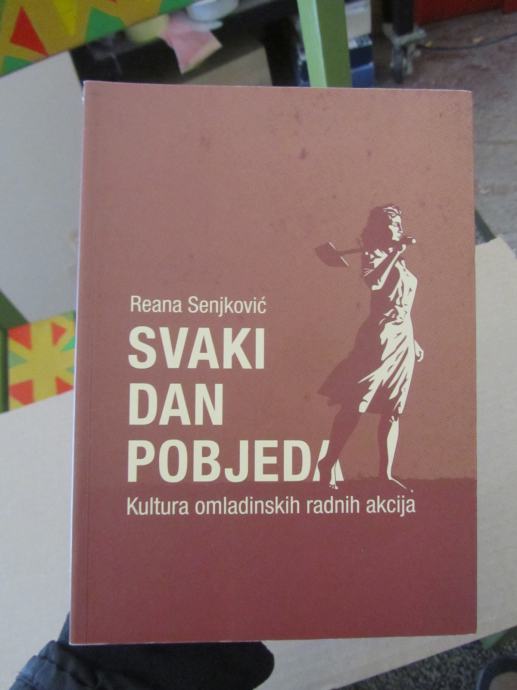 Reana Senjković
SVAKI
DAN
POBJEDA
Kultura omladinskih radnih akcija